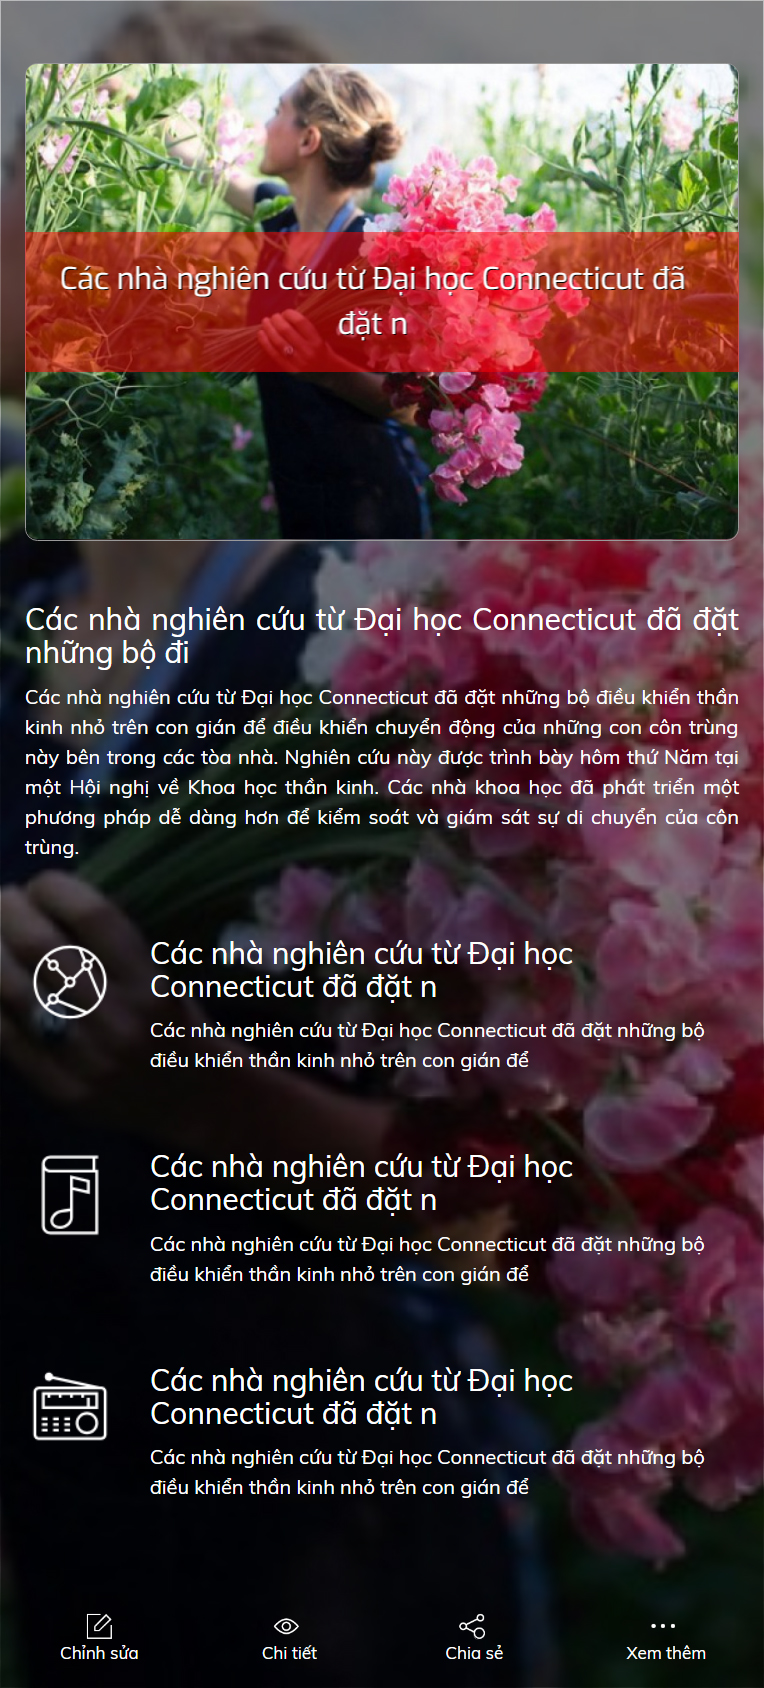 Các nhà nghiên cứu từ Đại học Connecticut đã
đặt n
Các nhà nghiên cứu từ Đại học Connecticut đã đặt
những bộ đi
Các nhà nghiên cứu từ Đại học Connecticut đã đặt những bộ điều khiển thần
kinh nhỏ trên con gián để điều khiển chuyển động của những con côn trùng
này bên trong các tòa nhà. Nghiên cứu này được trình bày hôm thứ Năm tại
một Hội nghị về Khoa học thần kinh. Các nhà khoa học đã phát triển một
phương pháp dễ dàng hơn để kiểm soát và giám sát sự di chuyển của côn
trùng.
Các nhà nghiên cứu từ Đại học
Connecticut đã đặt n
Các nhà nghiên cứu từ Đại học Connecticut đã đặt những bộ
điều khiển thần kinh nhỏ trên con gián để
Các nhà nghiên cứu từ Đại học
Connecticut đã đặt n
Các nhà nghiên cứu từ Đại học Connecticut đã đặt những bộ
điều khiển thần kinh nhỏ trên con gián để
Các nhà nghiên cứu từ Đại học
Connecticut đã đặt n
Các nhà nghiên cứu từ Đại học Connecticut đã đặt những bộ
điều khiển thần kinh nhỏ trên con gián để
Chỉnh sửa Chi tiết Chia sẻ Xem thêm